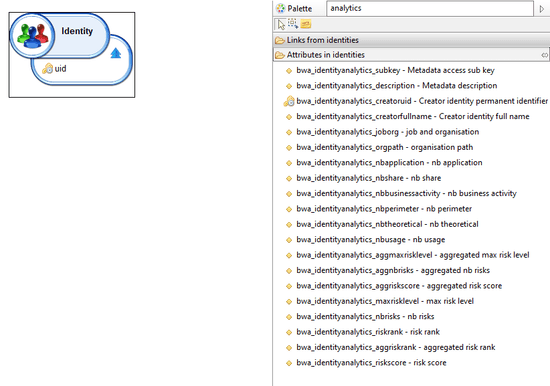 Identity
uid
Palette
analytics
Links from identities
Attributes in identities
bwa_identityanalytics_subkey - Metadata access sub key
bwa_identityanalytics_description - Metadata description
bwa_identityanalytics_creatoruid - Creator identity permanent identifier
bwa_identityanalytics_creatorfullname - Creator identity full name
bwa_identityanalytics_joborg - job and organisation
bwa_identityanalytics_orgpath - organisation path
bwa_identityanalytics_nbapplication - nb application
bwa_identityanalytics_nbshare - nb share
bwa_identityanalytics_nbbusinessactivity - nb business activity
bwa_identityanalytics_nbperimeter - nb perimeter
bwa_identityanalytics_nbtheoretical - nb theoretical
bwa_identityanalytics_nbusage - nb usage
bwa_identityanalytics_aggmaxrisklevel - aggregated max risk level
bwa_identityanalytics_aggnbrisks - aggregated nb risks
bwa_identityanalytics_aggriskscore - aggregated risk score
bwa_identityanalytics_maxrisklevel - max risk level
bwa_identityanalytics_nbrisks - nb risks
bwa_identityanalytics_riskrank - risk rank
bwa_identityanalytics_aggriskrank - aggregated risk rank
bwa_identityanalytics_riskscore - risk score